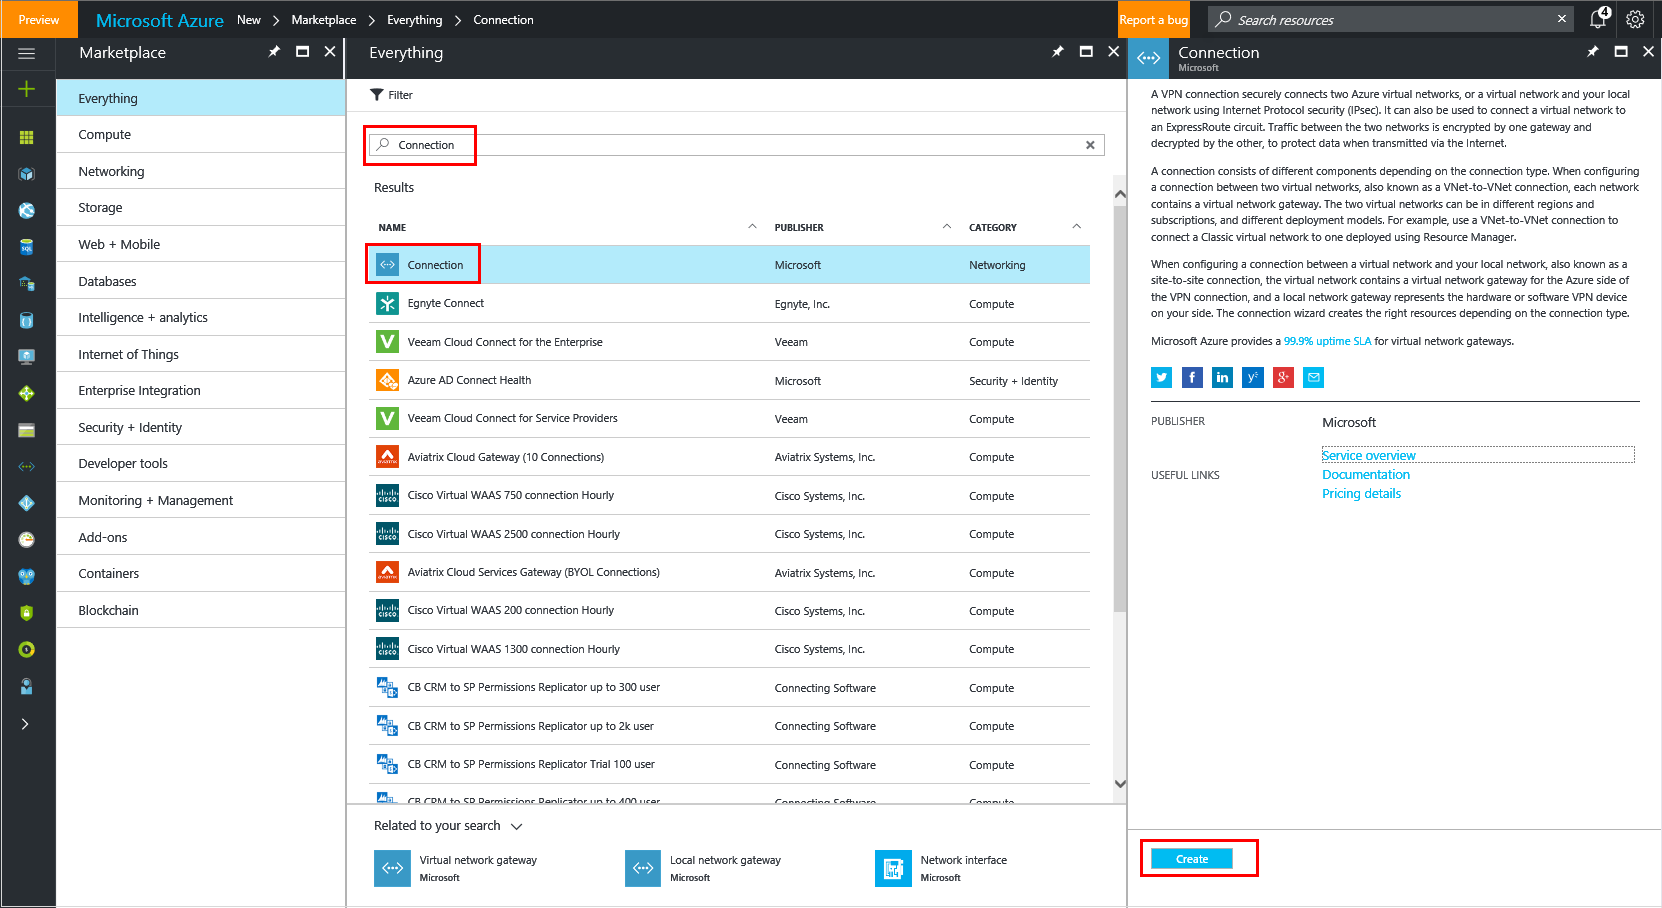 Preview
Microsoft Azure New > Marketplace > Everything > Connection
Report a bug
Search resources
4
Marketplace
Everything
Compute
Networking
Storage
Web + Mobile
Databases
Intelligence + analytics
Internet of Things
Enterprise Integration
Security + Identity
Developer tools
Monitoring + Management
Add-ons
Containers
Blockchain
Everything
Filter
Connection
Results
NAME PUBLISHER CATEGORY
Connection Microsoft Networking
Egnyte Connect Egnyte, Inc. Compute
Veeam Cloud Connect for the Enterprise Veeam Compute
Azure AD Connect Health Microsoft Security + Identity
Veeam Cloud Connect for Service Providers Veeam Compute
Aviatrix Cloud Gateway (10 Connections) Aviatrix Systems, Inc. Compute
Cisco Virtual WAAS 750 connection Hourly Cisco Systems, Inc. Compute
Cisco Virtual WAAS 2500 connection Hourly Cisco Systems, Inc. Compute
Aviatrix Cloud Services Gateway (BYOL Connections) Aviatrix Systems, Inc. Compute
Cisco Virtual WAAS 200 connection Hourly Cisco Systems, Inc. Compute
Cisco Virtual WAAS 1300 connection Hourly Cisco Systems, Inc. Compute
CB CRM to SP Permissions Replicator up to 300 user Connecting Software Compute
CB CRM to SP Permissions Replicator up to 2k user Connecting Software Compute
CB CRM to SP Permissions Replicator Trial 100 user Connecting Software Compute
CB CRM to SP Permissions Replicator up to 400 user Connecting Software Compute
Related to your search
Virtual network gateway
Microsoft
Local network gateway
Microsoft
Network interface
Microsoft
Connection
Microsoft
A VPN connection securely connects two Azure virtual networks, or a virtual network and your local
network using Internet Protocol security (IPsec). It can also be used to connect a virtual network to
an ExpressRoute circuit. Traffic between the two networks is encrypted by one gateway and
decrypted by the other, to protect data when transmitted via the Internet.
A connection consists of different components depending on the connection type. When configuring
a connection between two virtual networks, also known as a VNet-to-VNet connection, each network
contains a virtual network gateway. The two virtual networks can be in different regions and
subscriptions, and different deployment models. For example, use a VNet-to-VNet connection to
connect a Classic virtual network to one deployed using Resource Manager.
When configuring a connection between a virtual network and your local network, also known as a
site-to-site connection, the virtual network contains a virtual network gateway for the Azure side of
the VPN connection, and a local network gateway represents the hardware or software VPN device
on your side. The connection wizard creates the right resources depending on the connection type.
Microsoft Azure provides a 99.9% uptime SLA for virtual network gateways.
PUBLISHER Microsoft
Service overview
USEFUL LINKS Documentation
Pricing details
Create